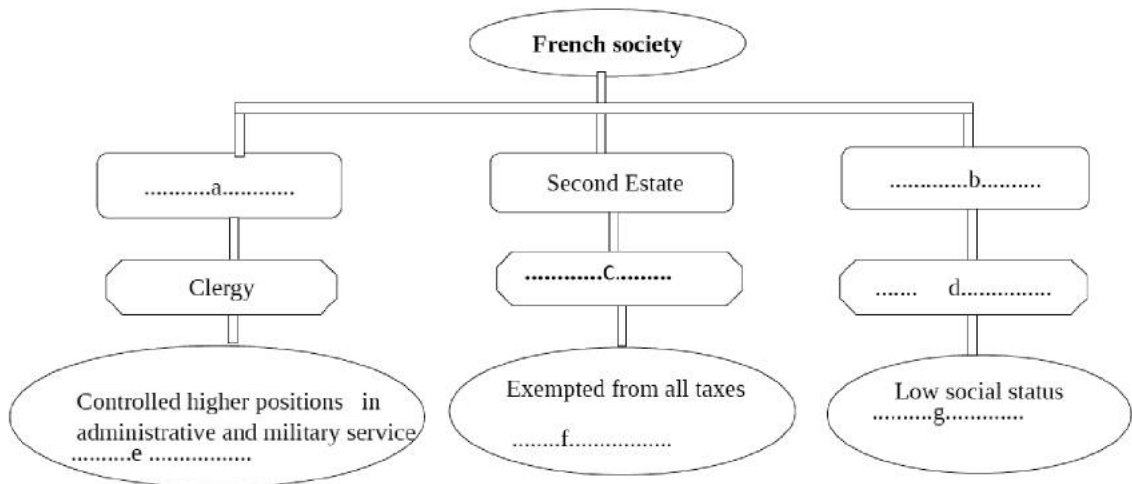 French society
...........a............
Second Estate
.............b..........
Clergy
............c.........
....... d...............
Controlled higher positions in
administrative and military service
..........e .................
Exempted from all taxes
........f.................
Low social status
..........g.............